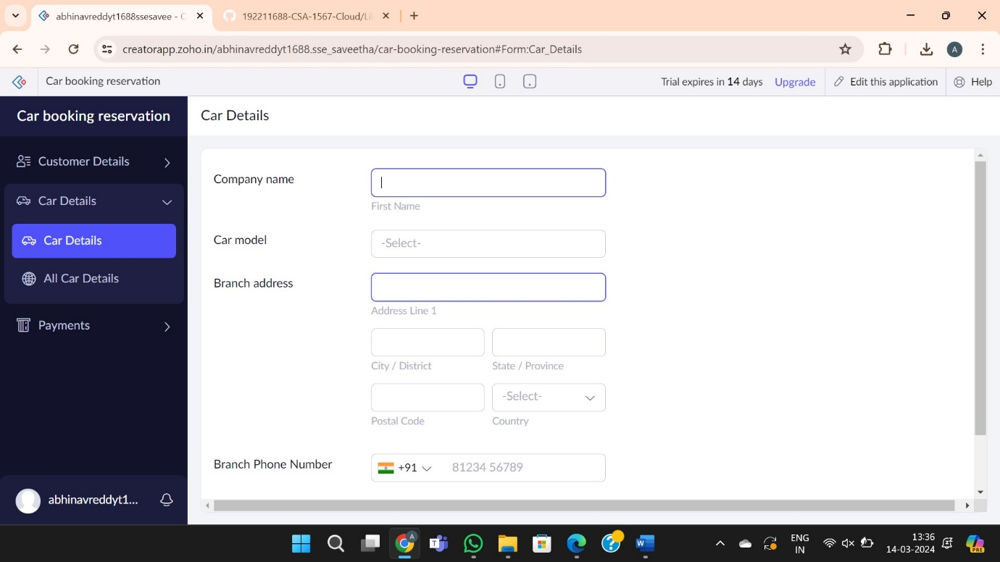 abhinavreddyt1688ssesavee - C
192211688-CSA-1567-Cloud/Li
creatorapp.zoho.in/abhinavreddyt1688.sse_saveetha/car-booking-reservation#Form:Car_Details
A
Car booking reservation
Trial expires in 14 days
Upgrade
Edit this application
Help
Car booking reservation
Customer Details
Car Details
Car Details
All Car Details
Payments
abhinavreddyt1...
Car Details
Company name
First Name
Car model
-Select-
Branch address
Address Line 1
City / District
State / Province
Postal Code
-Select-
Country
Branch Phone Number
+91
81234 56789
A
T
?
W
ENG
IN
13:36
14-03-2024
PRE